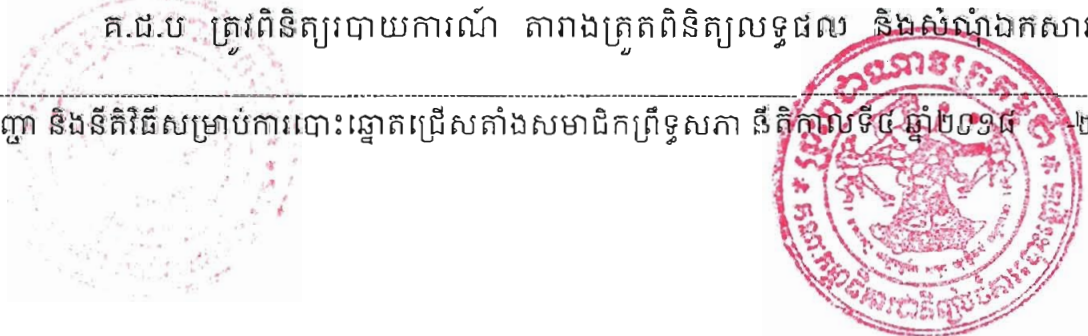 គ.ជ.ប ត្រូវពិនិត្យរបាយការណ៍ តារាងត្រួតពិនិត្យលទ្ធផល និងសំណុំឯកសារ
ញ្ជា និងនីតិវិធីសម្រាប់ការបោះឆ្នោតជ្រើសតាំងសមាជិកព្រឹទ្ធសភា នីតិកាលទី៤ ឆ្នាំ២០១៨